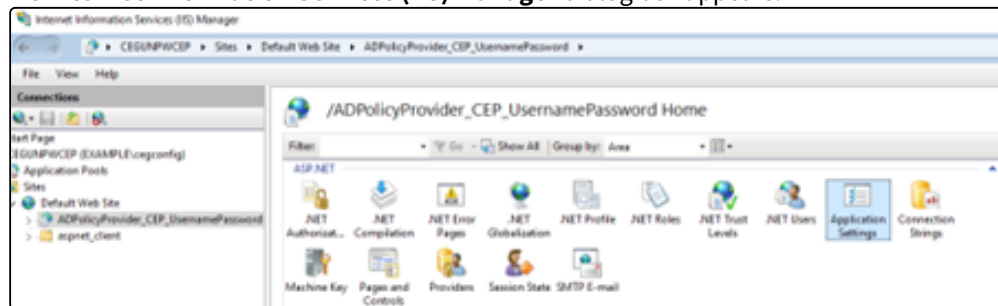 Internet Information Services (IIS) Manager
CEGUNPWCEP ▸ Sites ▸ Default Web Site ▸ ADPolicyProvider_CEP_UsernamePassword ▸
File View Help
Connections
/ADPolicyProvider_CEP_UsernamePassword Home
Filter: Go Show All Group by: Area
tart Page
EGUNPWCEP (EXAMPLE\cegconfig)
Application Pools
Sites
Default Web Site
ADPolicyProvider_CEP_UsernamePassword
aspnet_client
ASP.NET
.NET Authorizat...
.NET Compilation
.NET Error Pages
.NET Globalization
.NET Profile
.NET Roles
.NET Trust Levels
.NET Users
Application Settings
Connection Strings
Machine Key
Pages and Controls
Providers
Session State
SMTP E-mail